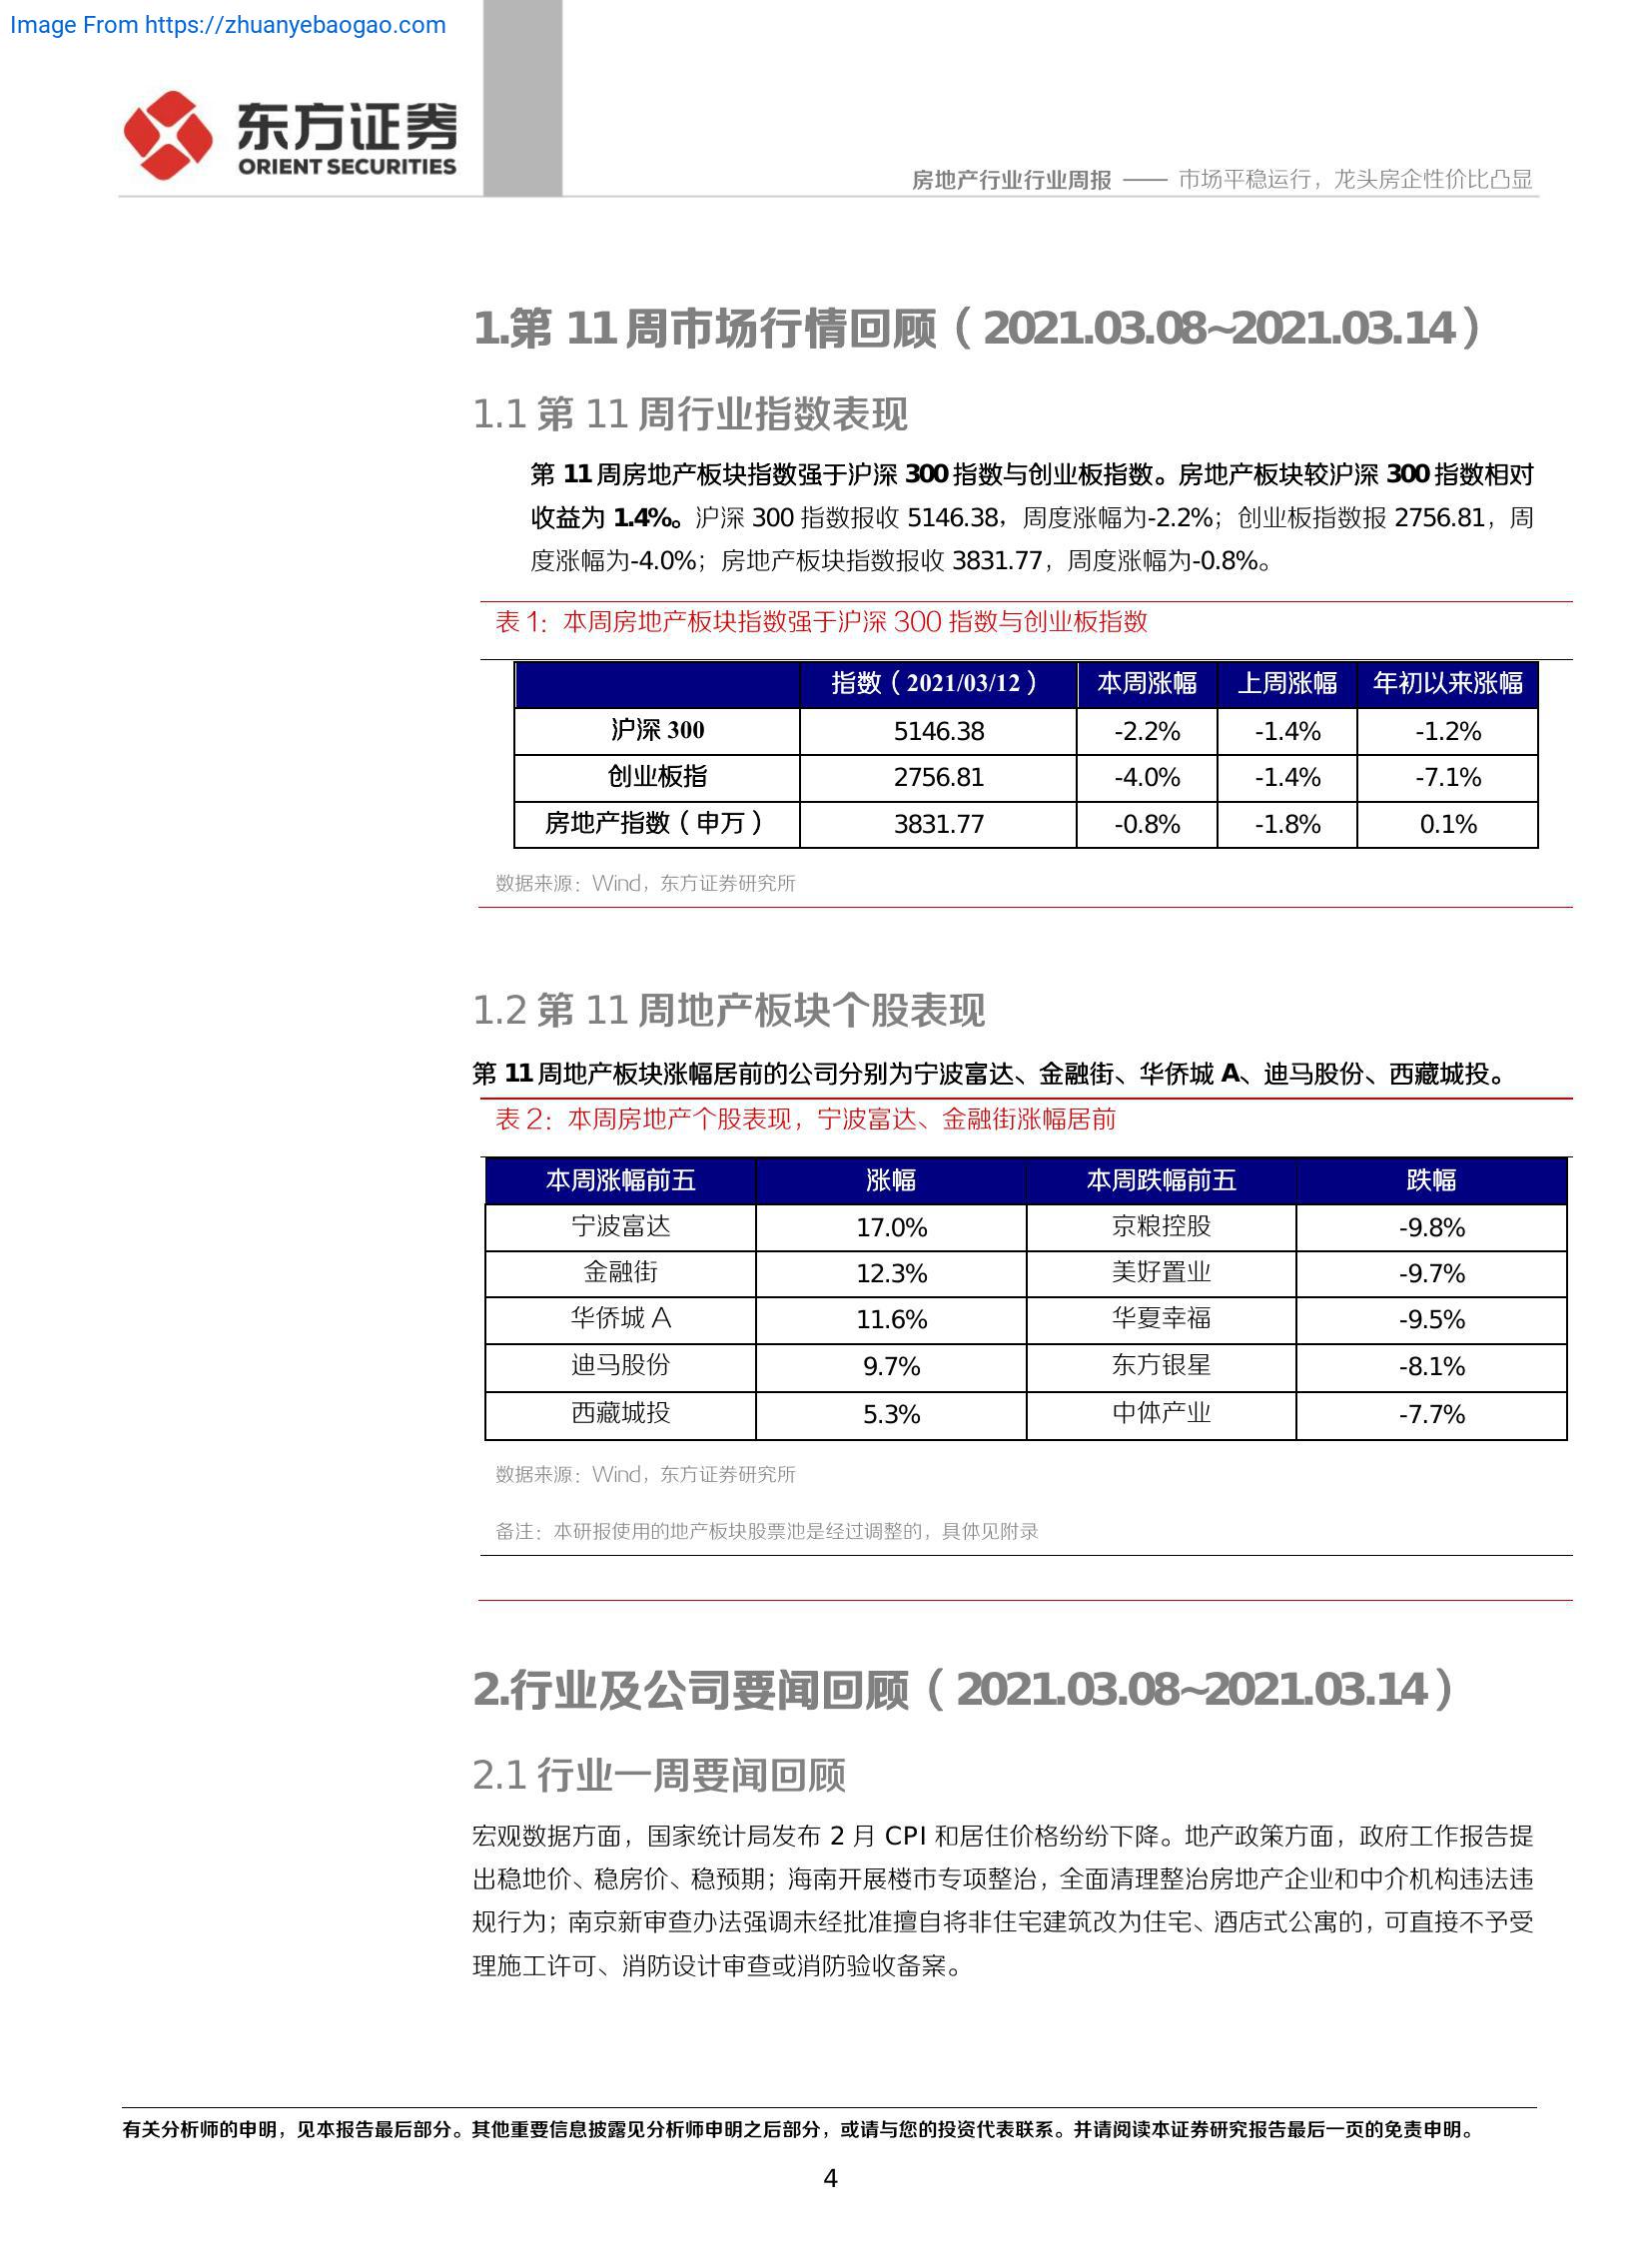 Image From https://zhuanyebaogao.com
东方证券
ORIENT SECURITIES
房地产行业行业周报 —— 市场平稳运行，龙头房企性价比凸显
1.第 11 周市场行情回顾（2021.03.08~2021.03.14）
1.1 第 11 周行业指数表现
第 11 周房地产板块指数强于沪深 300 指数与创业板指数。房地产板块较沪深 300 指数相对
收益为 1.4%。沪深 300 指数报收 5146.38，周度涨幅为-2.2%；创业板指数报 2756.81，周
度涨幅为-4.0%；房地产板块指数报收 3831.77，周度涨幅为-0.8%。
表 1：本周房地产板块指数强于沪深 300 指数与创业板指数
指数（2021/03/12） 本周涨幅 上周涨幅 年初以来涨幅
沪深 300 5146.38 -2.2% -1.4% -1.2%
创业板指 2756.81 -4.0% -1.4% -7.1%
房地产指数（申万） 3831.77 -0.8% -1.8% 0.1%
数据来源：Wind，东方证券研究所
1.2 第 11 周地产板块个股表现
第 11 周地产板块涨幅居前的公司分别为宁波富达、金融街、华侨城 A、迪马股份、西藏城投。
表 2：本周房地产个股表现，宁波富达、金融街涨幅居前
本周涨幅前五 涨幅 本周跌幅前五 跌幅
宁波富达 17.0% 京粮控股 -9.8%
金融街 12.3% 美好置业 -9.7%
华侨城 A 11.6% 华夏幸福 -9.5%
迪马股份 9.7% 东方银星 -8.1%
西藏城投 5.3% 中体产业 -7.7%
数据来源：Wind，东方证券研究所
备注：本研报使用的地产板块股票池是经过调整的，具体见附录
2.行业及公司要闻回顾（2021.03.08~2021.03.14）
2.1 行业一周要闻回顾
宏观数据方面，国家统计局发布 2 月 CPI 和居住价格纷纷下降。地产政策方面，政府工作报告提
出稳地价、稳房价、稳预期；海南开展楼市专项整治，全面清理整治房地产企业和中介机构违法违
规行为；南京新审查办法强调未经批准擅自将非住宅建筑改为住宅、酒店式公寓的，可直接不予受
理施工许可、消防设计审查或消防验收备案。
有关分析师的申明，见本报告最后部分。其他重要信息披露见分析师申明之后部分，或请与您的投资代表联系。并请阅读本证券研究报告最后一页的免责申明。
4